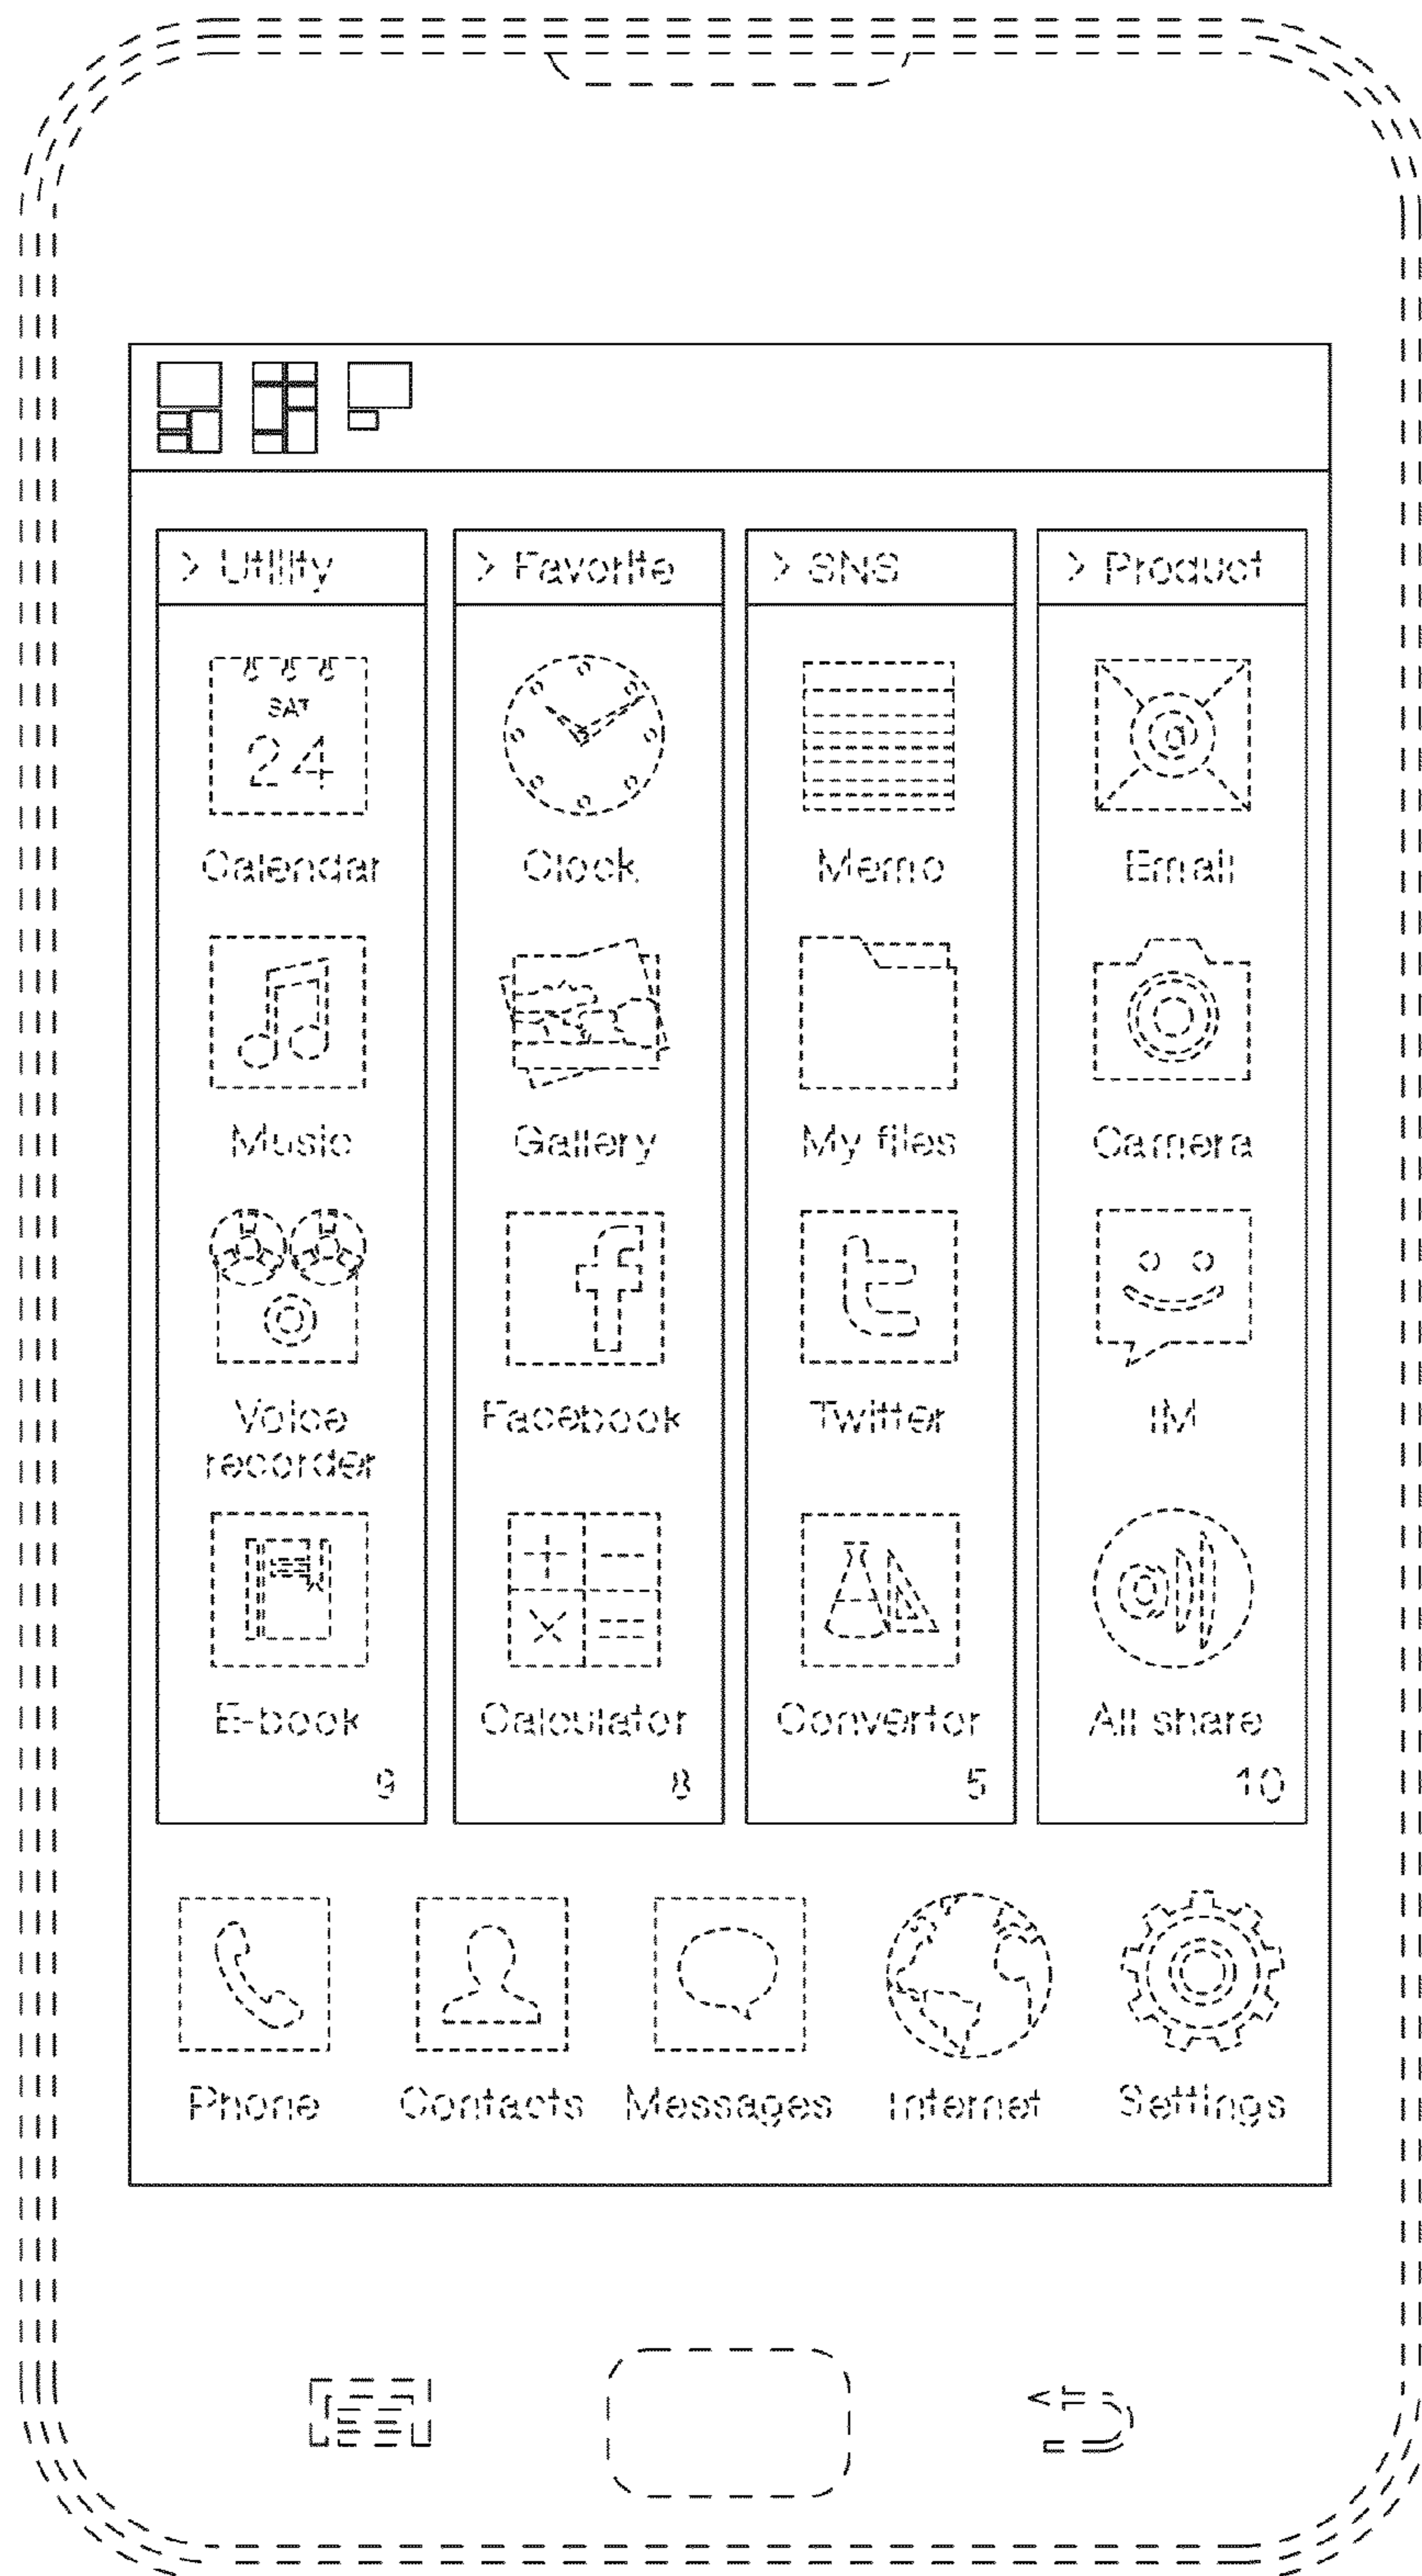 > Utility > Favorite > SNS > Product
SAT
24
Calendar Clock Memo Email
Music Gallery My files Camera
f t
Voice recorder Facebook Twitter IM
E-book Calculator Convertor All share
9 8 5 10
Phone Contacts Messages Internet Settings